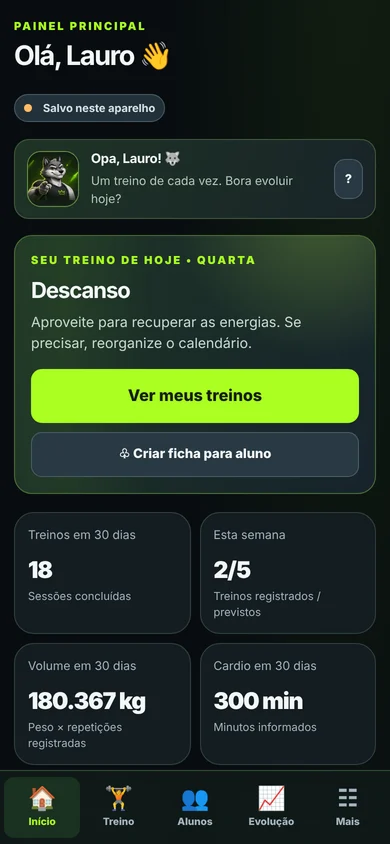 PAINEL PRINCIPAL
Olá, Lauro 👋
Salvo neste aparelho
Opa, Lauro! 🐺
Um treino de cada vez. Bora evoluir
hoje?
?
SEU TREINO DE HOJE • QUARTA
Descanso
Aproveite para recuperar as energias. Se
precisar, reorganize o calendário.
Ver meus treinos
♧ Criar ficha para aluno
Treinos em 30 dias
18
Sessões concluídas
Esta semana
2/5
Treinos registrados /
previstos
Volume em 30 dias
180.367 kg
Peso × repetições
registradas
Cardio em 30 dias
300 min
Minutos informados
Início
Treino
Alunos
Evolução
Mais